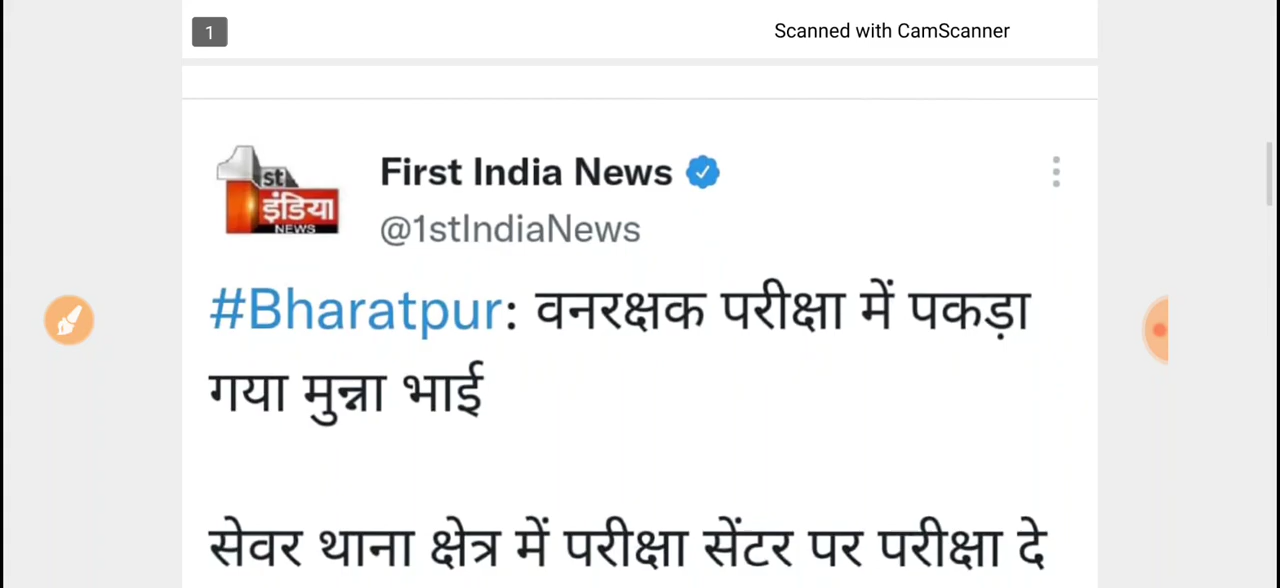 1
Scanned with CamScanner
1st
इंडिया
NEWS
First India News
@1stIndiaNews
#Bharatpur: वनरक्षक परीक्षा में पकड़ा
गया मुन्ना भाई
सेवर थाना क्षेत्र में परीक्षा सेंटर पर परीक्षा दे